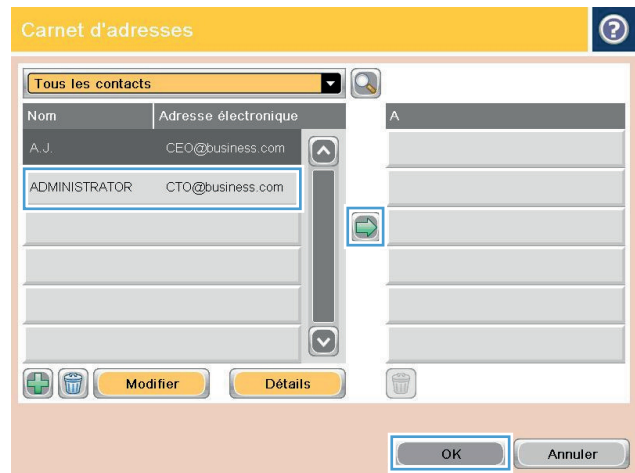 Carnet d'adresses
Tous les contacts
Nom Adresse électronique A
A.J. CEO@business.com
ADMINISTRATOR CTO@business.com
Modifier Détails
OK Annuler